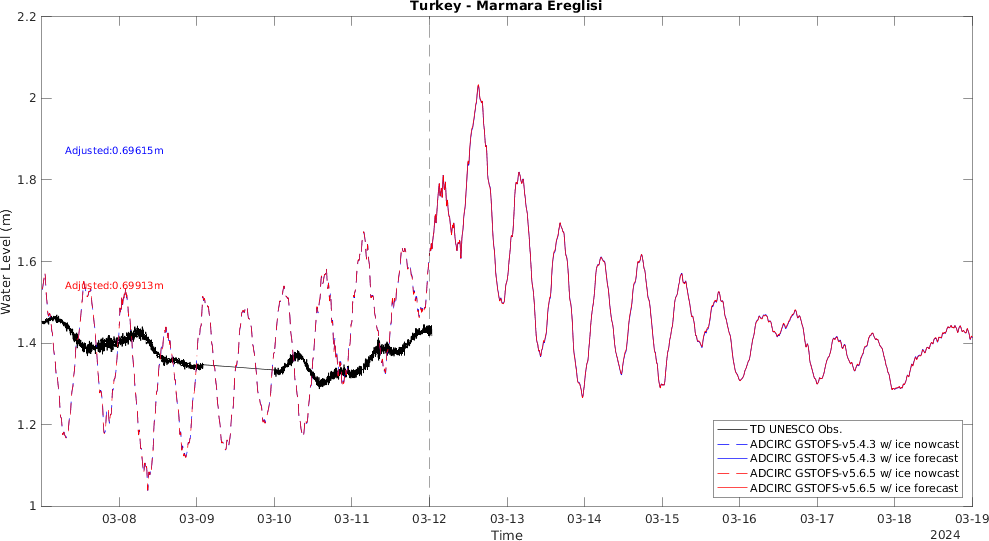 Turkey - Marmara Ereglisi
2.2
2
1.8
1.6
1.4
1.2
1
Water Level (m)
Adjusted:0.69615m
Adjusted:0.69913m
TD UNESCO Obs.
ADCIRC GSTOFS-v5.4.3 w/ ice nowcast
ADCIRC GSTOFS-v5.4.3 w/ ice forecast
ADCIRC GSTOFS-v5.6.5 w/ ice nowcast
ADCIRC GSTOFS-v5.6.5 w/ ice forecast
03-08 03-09 03-10 03-11 03-12 03-13 03-14 03-15 03-16 03-17 03-18 03-19
Time
2024